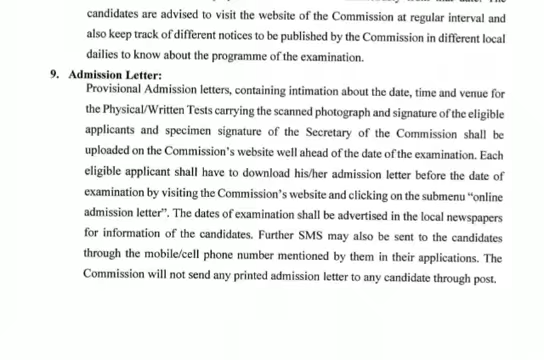 candidates are advised to visit the website of the Commission at regular interval and
also keep track of different notices to be published by the Commission in different local
dailies to know about the programme of the examination.
9. Admission Letter:
Provisional Admission letters, containing intimation about the date, time and venue for
the Physical/Written Tests carrying the scanned photograph and signature of the eligible
applicants and specimen signature of the Secretary of the Commission shall be
uploaded on the Commission's website well ahead of the date of the examination. Each
eligible applicant shall have to download his/her admission letter before the date of
examination by visiting the Commission's website and clicking on the submenu "online
admission letter". The dates of examination shall be advertised in the local newspapers
for information of the candidates. Further SMS may also be sent to the candidates
through the mobile/cell phone number mentioned by them in their applications. The
Commission will not send any printed admission letter to any candidate through post.